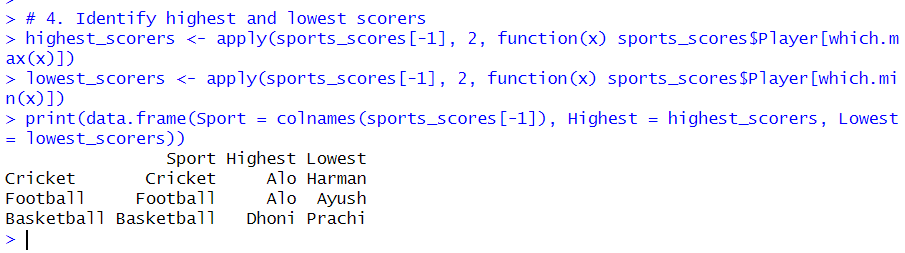 >
> # 4. Identify highest and lowest scorers
> highest_scorers <- apply(sports_scores[-1], 2, function(x) sports_scores$Player[which.m
ax(x)])
> lowest_scorers <- apply(sports_scores[-1], 2, function(x) sports_scores$Player[which.mi
n(x)])
> print(data.frame(Sport = colnames(sports_scores[-1]), Highest = highest_scorers, Lowest
= lowest_scorers))
Sport Highest Lowest
Cricket Cricket Alo Harman
Football Football Alo Ayush
Basketball Basketball Dhoni Prachi
>